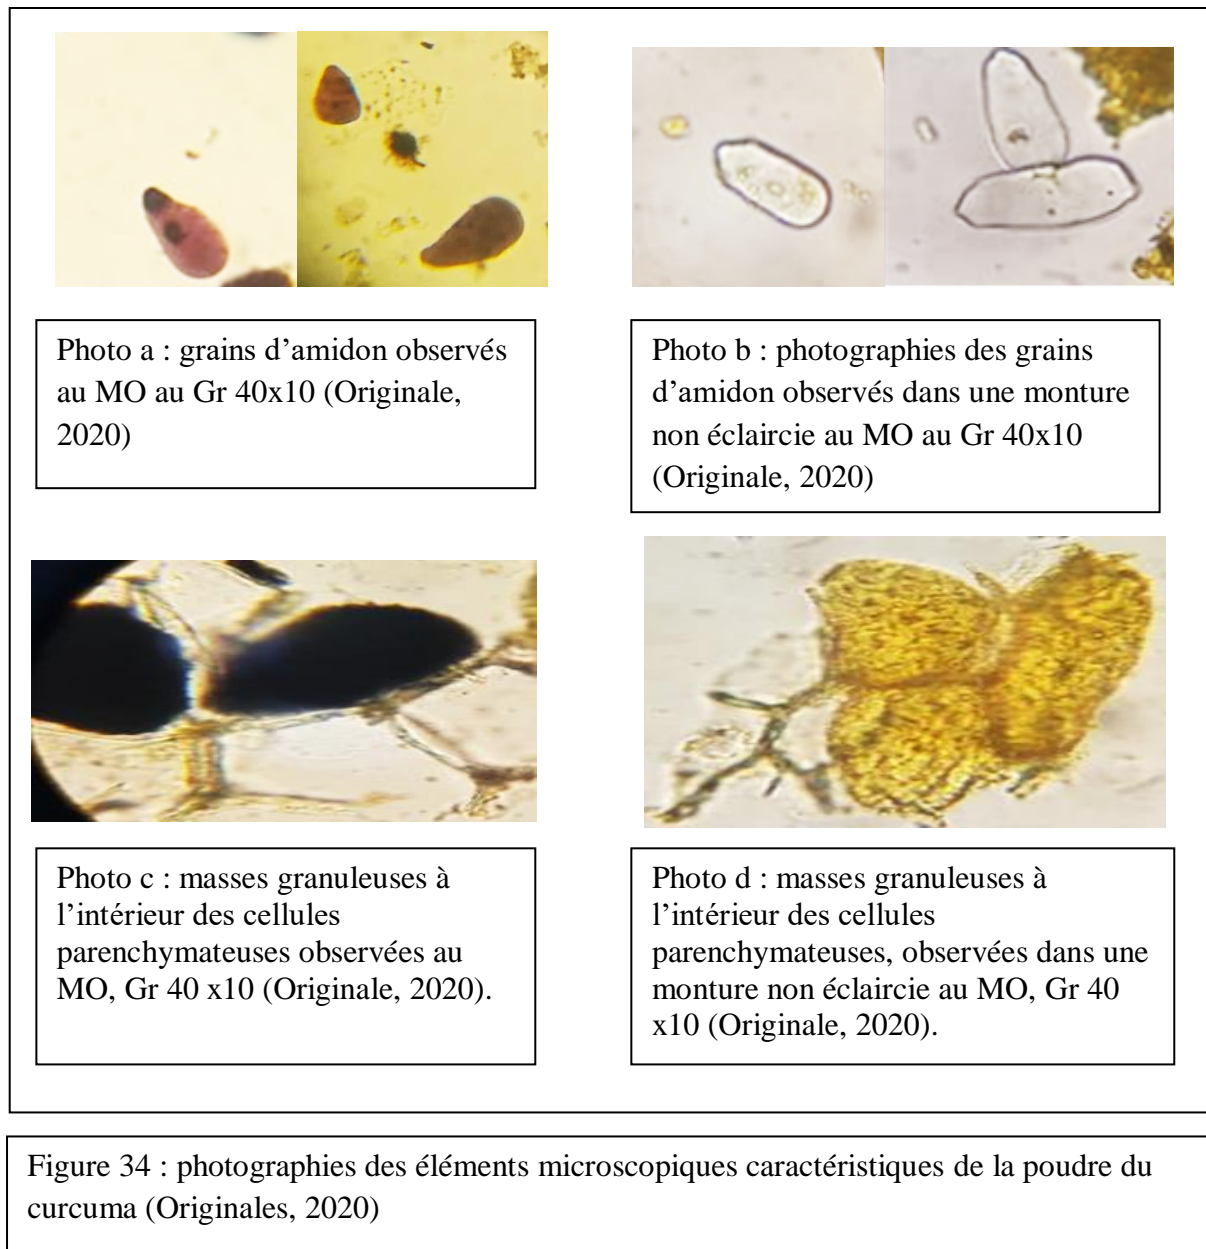 Photo a : grains d’amidon observés
au MO au Gr 40x10 (Originale,
2020)
Photo b : photographies des grains
d’amidon observés dans une monture
non éclaircie au MO au Gr 40x10
(Originale, 2020)
Photo c : masses granuleuses à
l’intérieur des cellules
parenchymateuses observées au
MO, Gr 40 x10 (Originale, 2020).
Photo d : masses granuleuses à
l’intérieur des cellules
parenchymateuses, observées dans une
monture non éclaircie au MO, Gr 40
x10 (Originale, 2020).
Figure 34 : photographies des éléments microscopiques caractéristiques de la poudre du
curcuma (Originales, 2020)